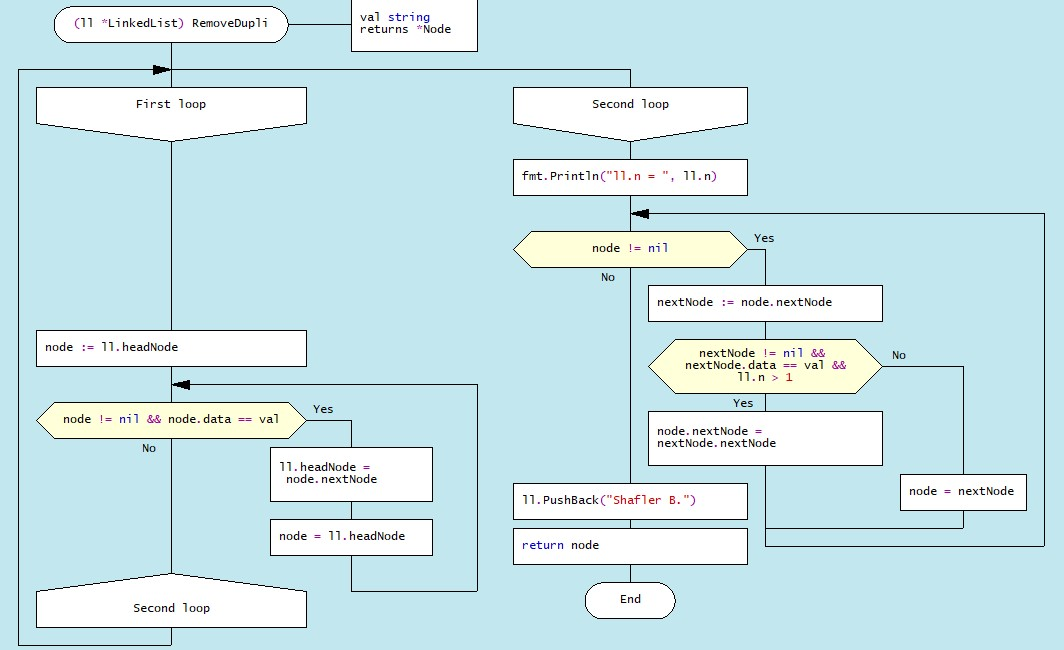 (ll *LinkedList) RemoveDupli
val string
returns *Node
First loop
node := ll.headNode
node != nil && node.data == val
Yes
No
ll.headNode =
node.nextNode
node = ll.headNode
Second loop
Second loop
fmt.Println("ll.n = ", ll.n)
node != nil
Yes
No
nextNode := node.nextNode
nextNode != nil &&
nextNode.data == val &&
ll.n > 1
No
Yes
node.nextNode =
nextNode.nextNode
node = nextNode
ll.PushBack("Shafler B.")
return node
End